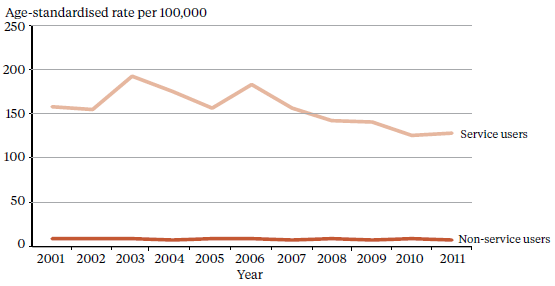 Age-standardised rate per 100,000
250
200
150
100
50
0
Service users
Non-service users
2001 2002 2003 2004 2005 2006 2007 2008 2009 2010 2011
Year